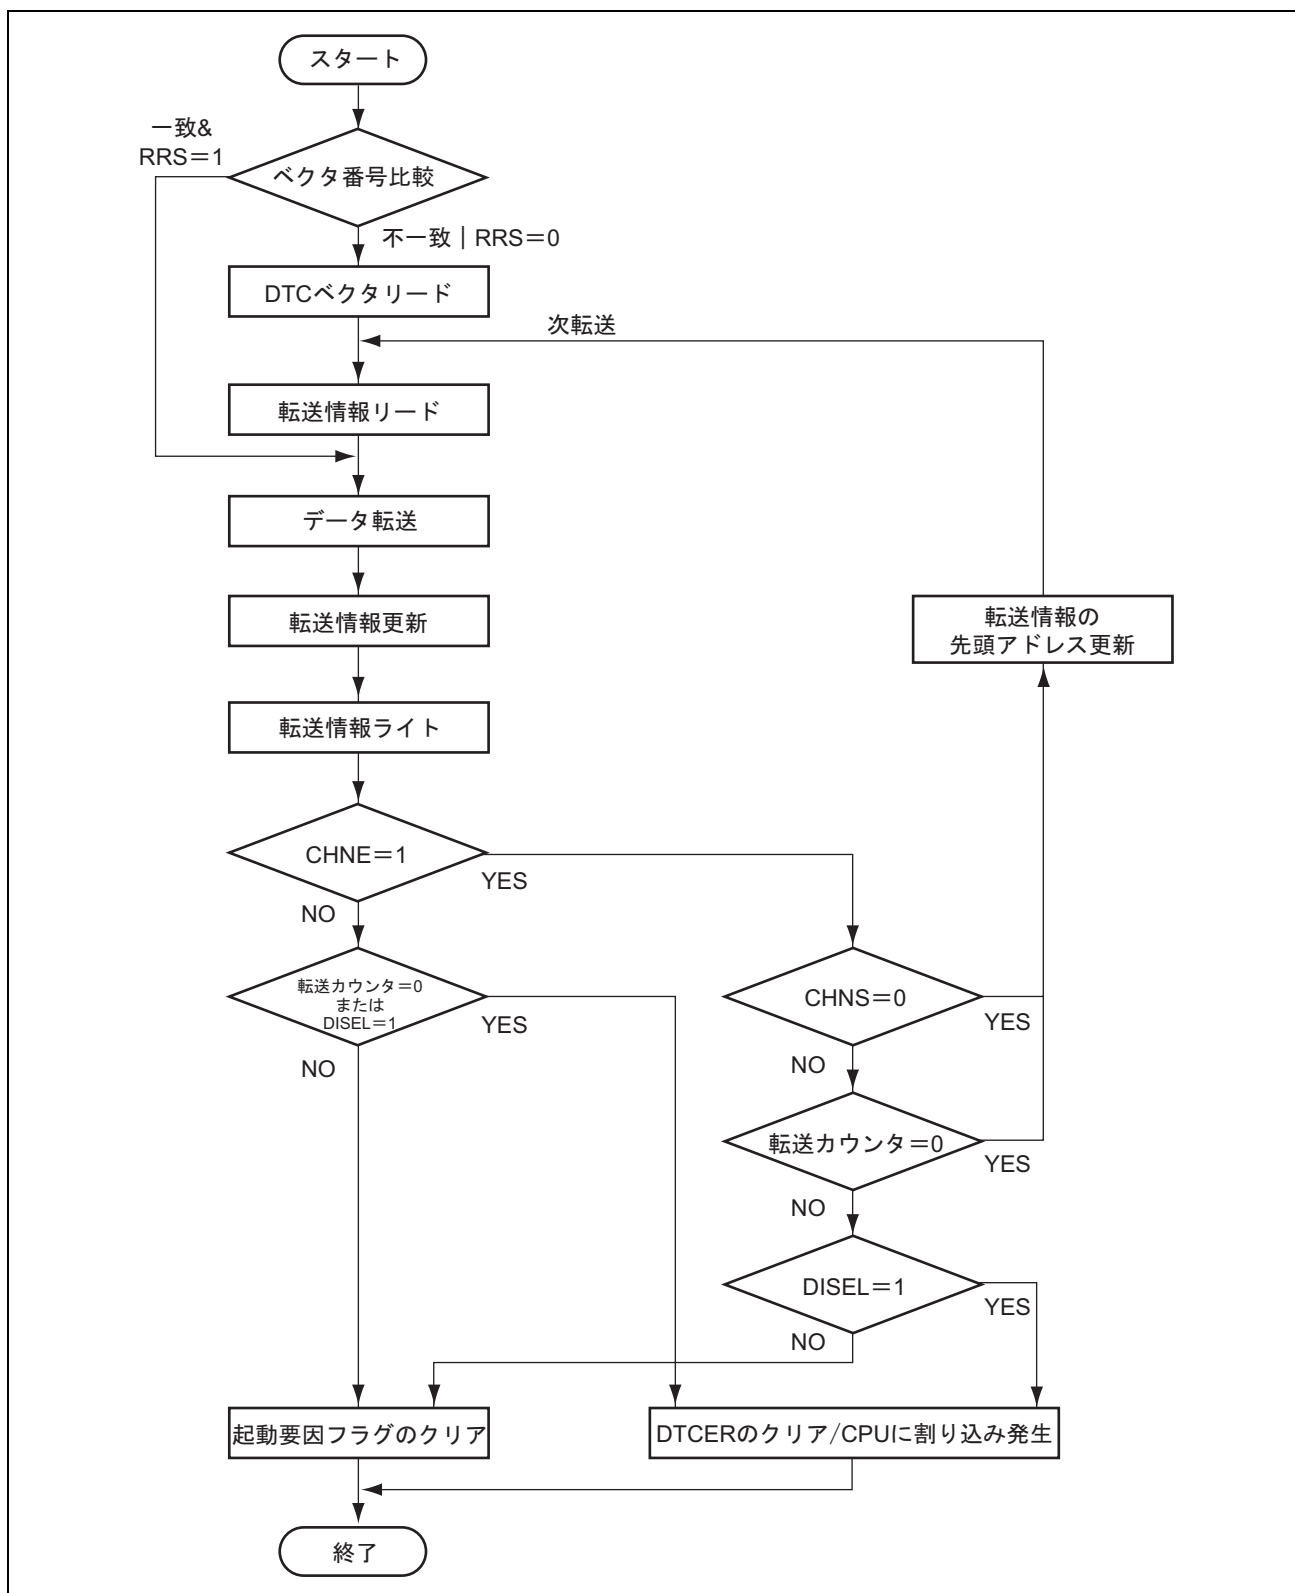 スタート
一致&
RRS＝1
ベクタ番号比較
不一致｜RRS＝0
DTCベクタリード
次転送
転送情報リード
データ転送
転送情報更新
転送情報の
先頭アドレス更新
転送情報ライト
CHNE＝1
YES
NO
転送カウンタ＝0
または
DISEL＝1
YES
NO
CHNS＝0
YES
NO
転送カウンタ＝0
YES
NO
DISEL＝1
YES
NO
起動要因フラグのクリア
DTCERのクリア/CPUに割り込み発生
終了